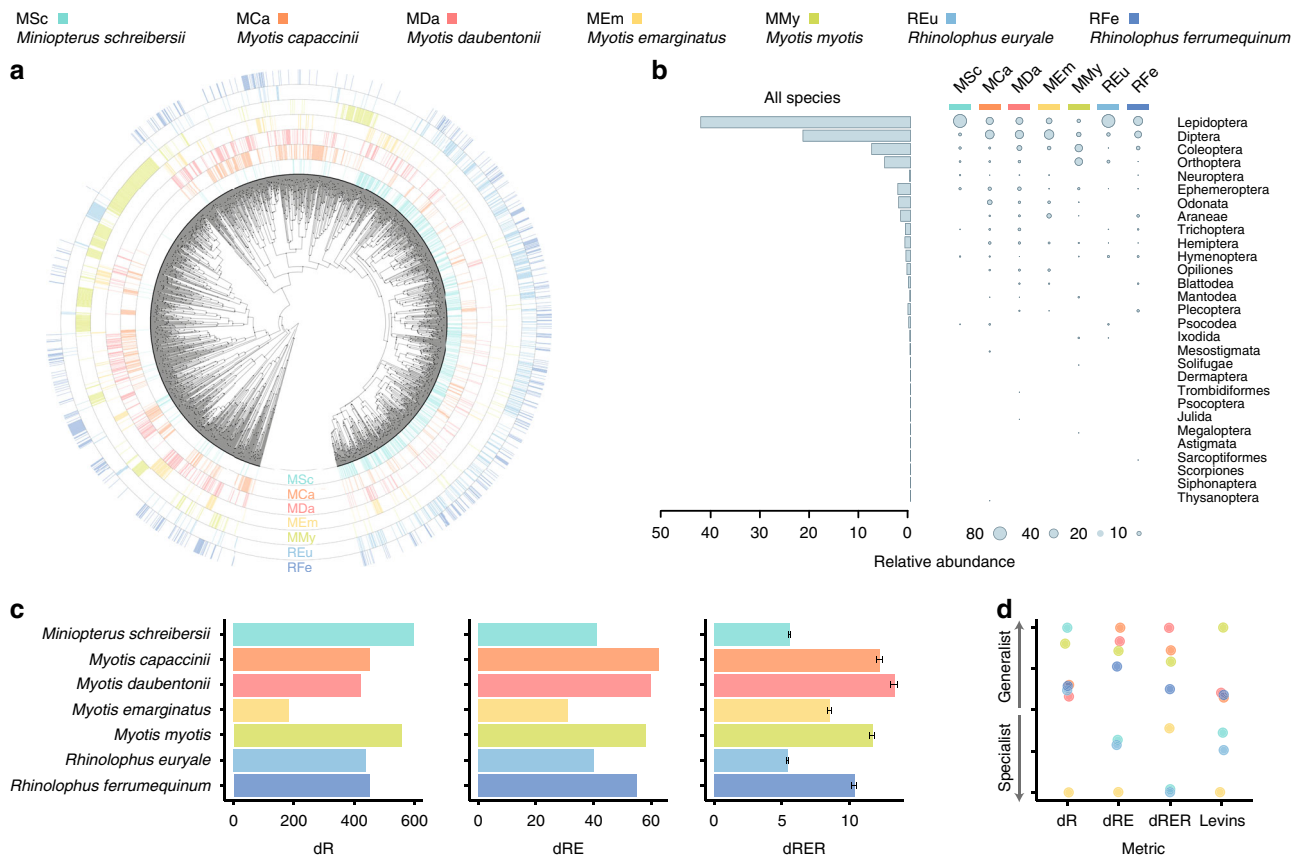 MSc MCa MDa MEm MMy REu RFe
Miniopterus schreibersii Myotis capaccinii Myotis daubentonii Myotis emarginatus Myotis myotis Rhinolophus euryale Rhinolophus ferrumequinum
a
MSc
MCa
MDa
MEm
MMy
REu
RFe
b
All species
MSc MCa MDa MEm MMy REu RFe
Lepidoptera
Diptera
Coleoptera
Orthoptera
Neuroptera
Ephemeroptera
Odonata
Araneae
Trichoptera
Hemiptera
Hymenoptera
Opiliones
Blattodea
Mantodea
Plecoptera
Psocodea
Ixodida
Mesostigmata
Solifugae
Dermaptera
Trombidiformes
Psocoptera
Julida
Megaloptera
Astigmata
Sarcoptiformes
Scorpiones
Siphonaptera
Thysanoptera
50 40 30 20 10 0
80 40 20 10
Relative abundance
c
Miniopterus schreibersii
Myotis capaccinii
Myotis daubentonii
Myotis emarginatus
Myotis myotis
Rhinolophus euryale
Rhinolophus ferrumequinum
0 200 400 600
dR
0 20 40 60
dRE
0 5 10
dRER
d
Generalist
Specialist
dR dRE dRER Levins
Metric